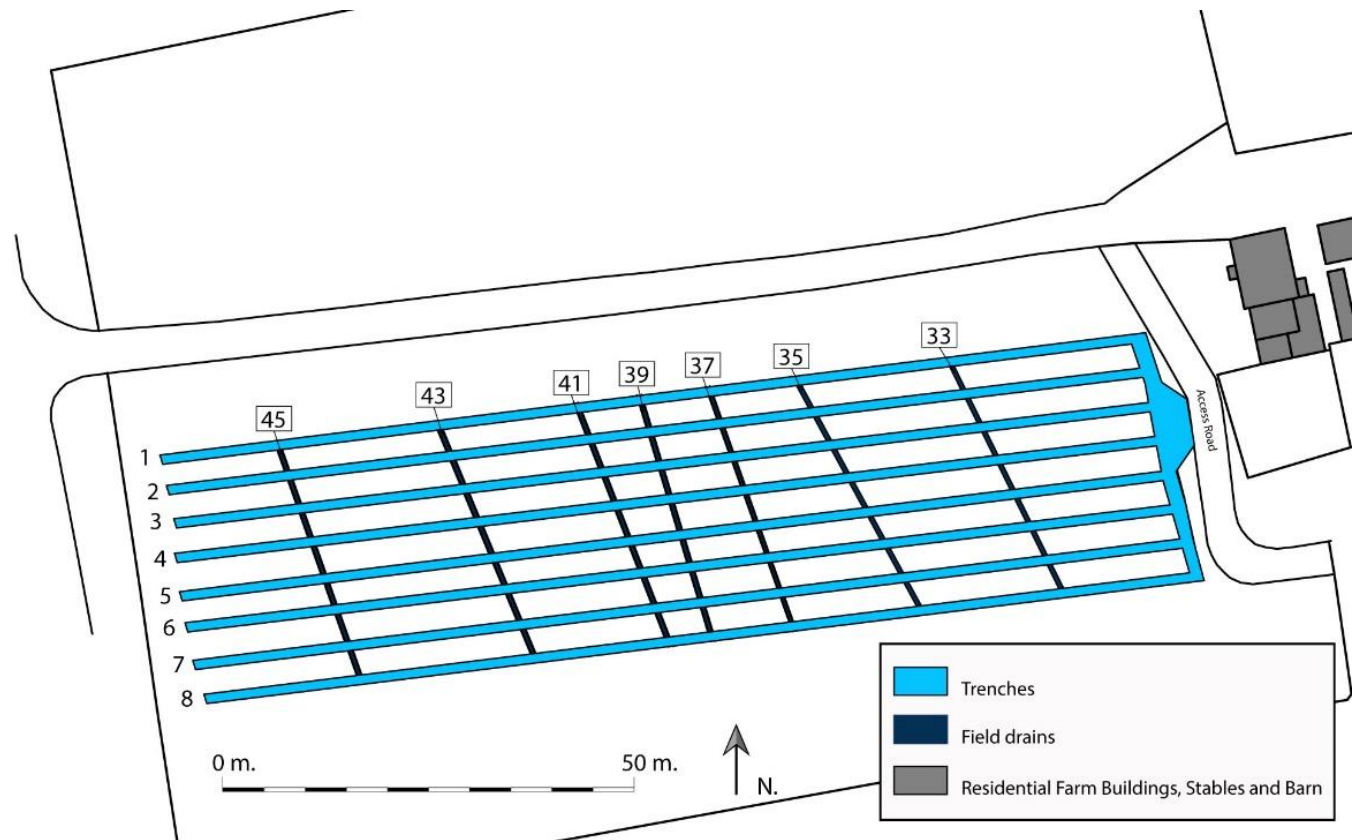 33
35
37
39
41
43
45
Access Road
1
2
3
4
5
6
7
8
Trenches
Field drains
Residential Farm Buildings, Stables and Barn
0 m.
50 m.
N.